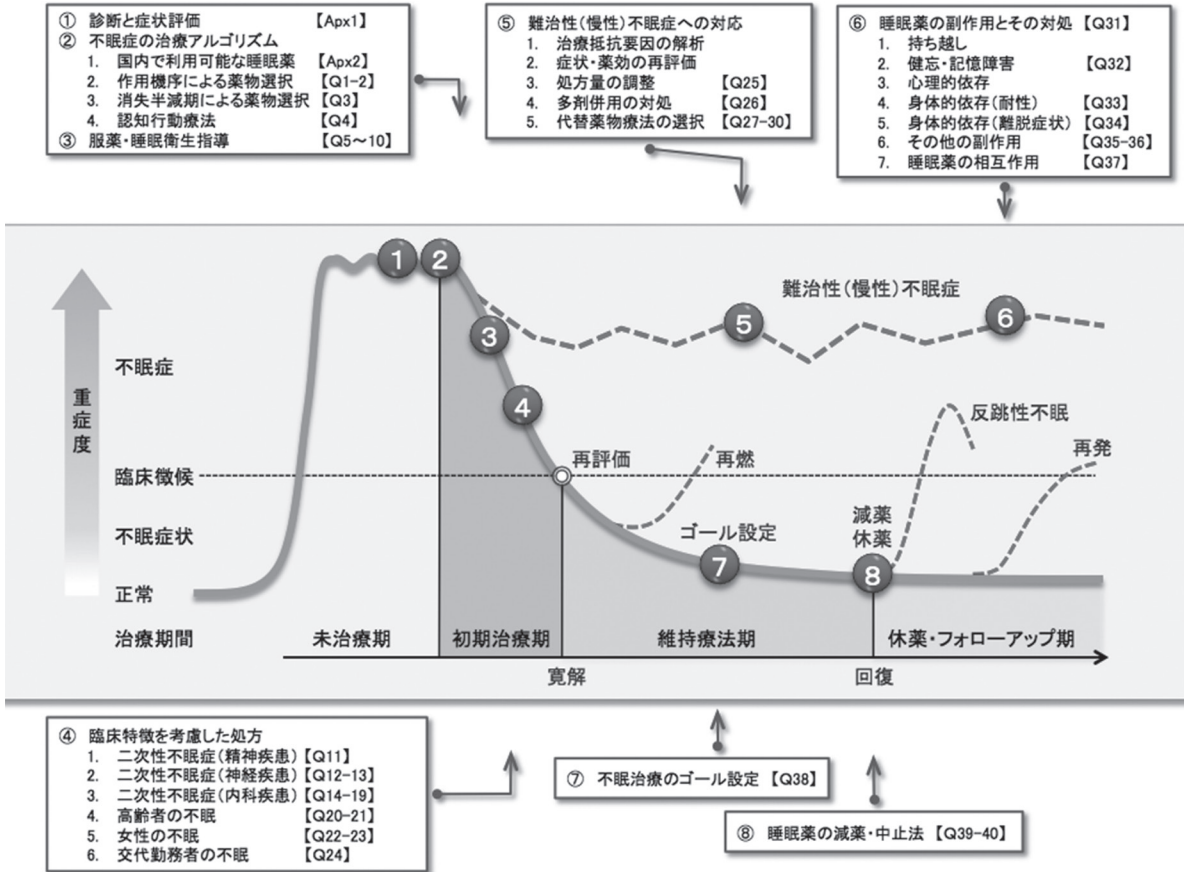 ① 診断と症状評価 【Apx1】
② 不眠症の治療アルゴリズム
1. 国内で利用可能な睡眠薬 【Apx2】
2. 作用機序による薬物選択 【Q1-2】
3. 消失半減期による薬物選択 【Q3】
4. 認知行動療法 【Q4】
③ 服薬・睡眠衛生指導 【Q5～10】
⑤ 難治性(慢性)不眠症への対応
1. 治療抵抗要因の解析
2. 症状・薬効の再評価
3. 処方量の調整 【Q25】
4. 多剤併用の対処 【Q26】
5. 代替薬物療法の選択 【Q27-30】
⑥ 睡眠薬の副作用とその対処 【Q31】
1. 持ち越し
2. 健忘・記憶障害 【Q32】
3. 心理的依存
4. 身体的依存(耐性) 【Q33】
5. 身体的依存(離脱症状) 【Q34】
6. その他の副作用 【Q35-36】
7. 睡眠薬の相互作用 【Q37】
重症度
不眠症
臨床徴候
不眠症状
正常
治療期間
1
2
3
4
難治性(慢性)不眠症
5
6
再評価
再燃
反跳性不眠
再発
ゴール設定
7
減薬
休薬
8
未治療期
初期治療期
維持療法期
休薬・フォローアップ期
寛解
回復
④ 臨床特徴を考慮した処方
1. 二次性不眠症(精神疾患) 【Q11】
2. 二次性不眠症(神経疾患) 【Q12-13】
3. 二次性不眠症(内科疾患) 【Q14-19】
4. 高齢者の不眠 【Q20-21】
5. 女性の不眠 【Q22-23】
6. 交代勤務者の不眠 【Q24】
⑦ 不眠治療のゴール設定 【Q38】
⑧ 睡眠薬の減薬・中止法 【Q39-40】